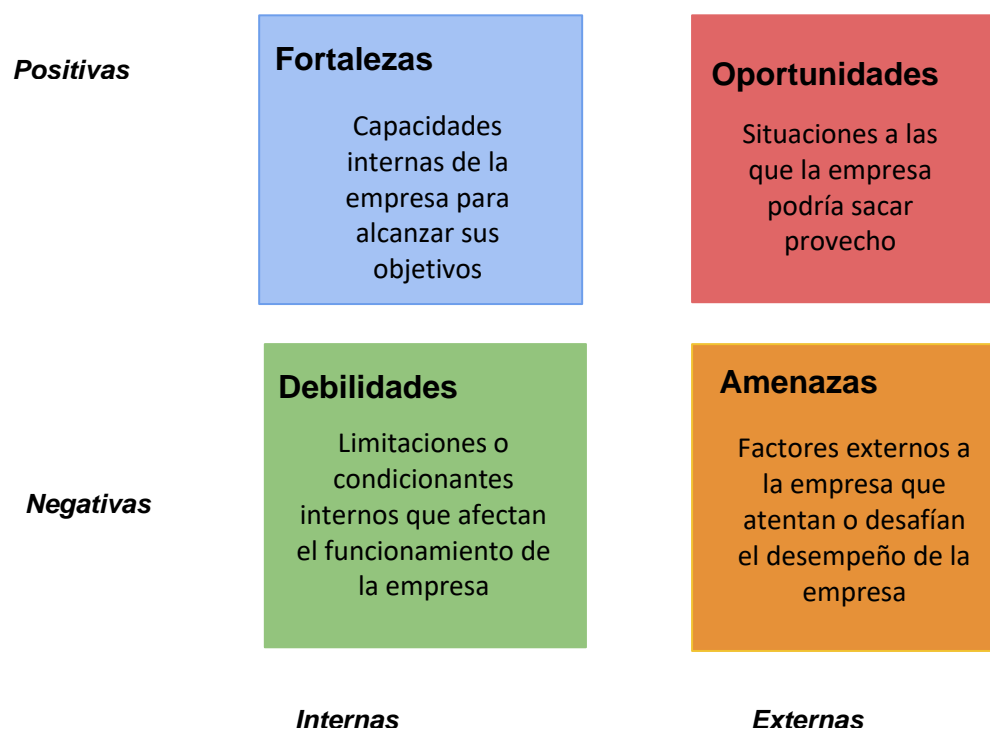 Positivas
Fortalezas
Capacidades
internas de la
empresa para
alcanzar sus
objetivos
Oportunidades
Situaciones a las
que la empresa
podría sacar
provecho
Negativas
Debilidades
Limitaciones o
condicionantes
internos que afectan
el funcionamiento de
la empresa
Amenazas
Factores externos a
la empresa que
atentan o desafían
el desempeño de la
empresa
Internas
Externas